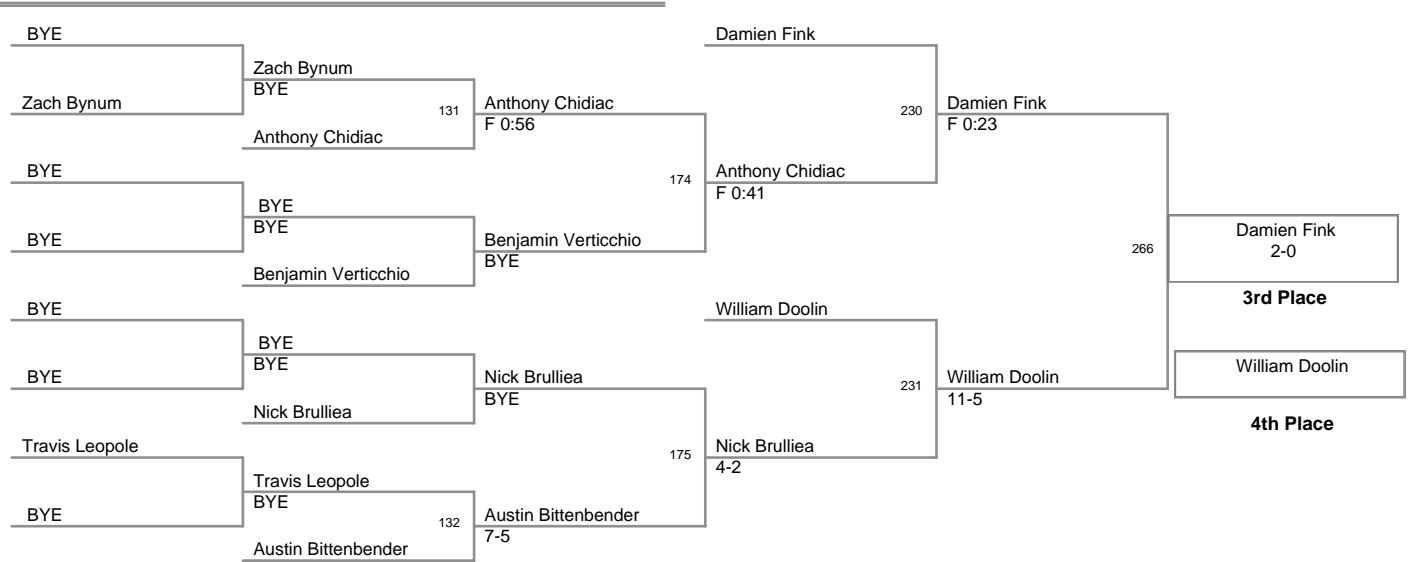 BYE
Damien Fink
Zach Bynum
BYE
Zach Bynum
131
Anthony Chidiac
230
Damien Fink
F 0:56
F 0:23
Anthony Chidiac
BYE
174
Anthony Chidiac
F 0:41
BYE
BYE
BYE
Benjamin Verticchio
266
Damien Fink
2-0
BYE
Benjamin Verticchio
3rd Place
BYE
William Doolin
BYE
BYE
William Doolin
BYE
Nick Brulliea
231
William Doolin
BYE
11-5
Nick Brulliea
4th Place
Travis Leopole
175
Nick Brulliea
4-2
Travis Leopole
BYE
BYE
132
Austin Bittenbender
7-5
Austin Bittenbender